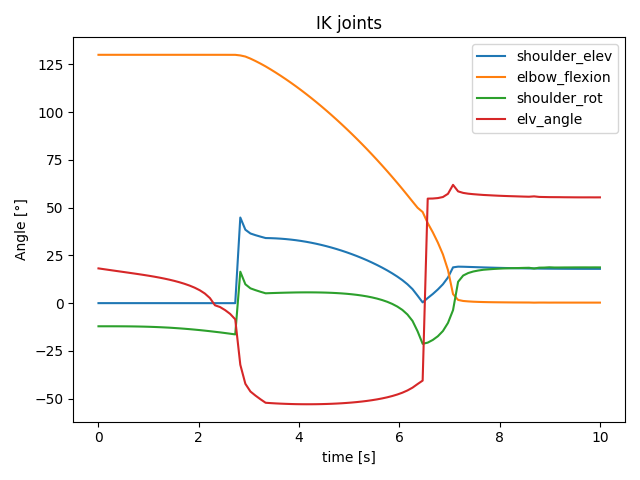 IK joints
shoulder_elev
elbow_flexion
shoulder_rot
elv_angle
Angle [°]
125
100
75
50
25
0
−25
−50
0 2 4 6 8 10
time [s]